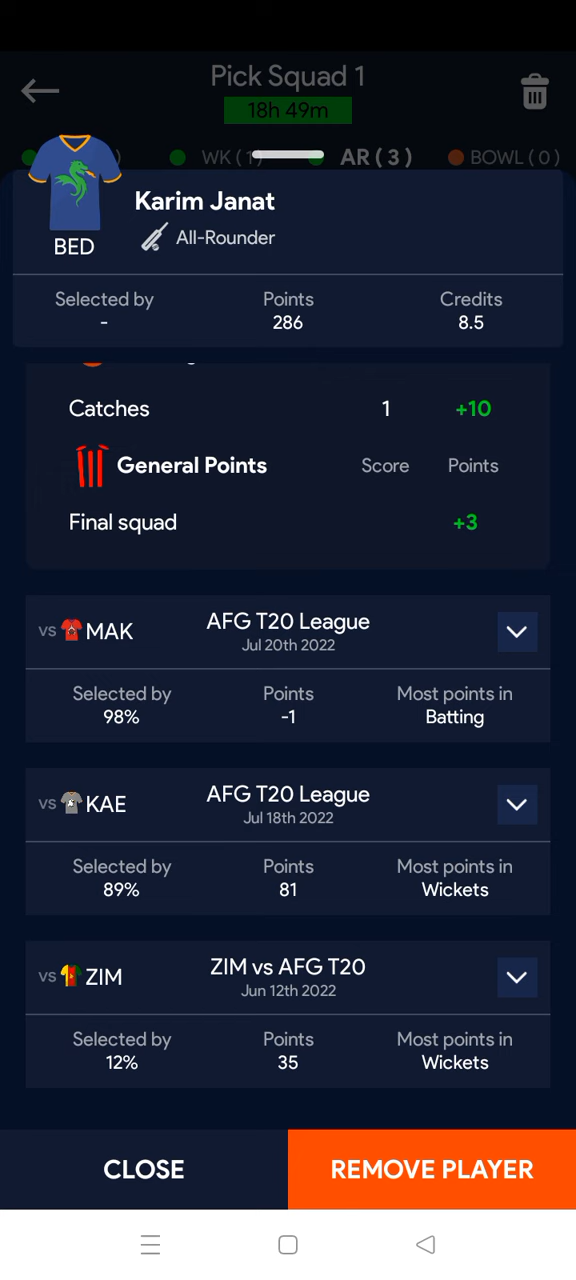 Pick Squad 1
18h 49m
WK ( 1 AR ( 3 ) BOWL ( 0 )
Karim Janat
BED All-Rounder
Selected by Points Credits
- 286 8.5
Catches 1 +10
General Points Score Points
Final squad +3
vs MAK AFG T20 League
Jul 20th 2022
Selected by Points Most points in
98% -1 Batting
vs KAE AFG T20 League
Jul 18th 2022
Selected by Points Most points in
89% 81 Wickets
vs ZIM ZIM vs AFG T20
Jun 12th 2022
Selected by Points Most points in
12% 35 Wickets
CLOSE REMOVE PLAYER